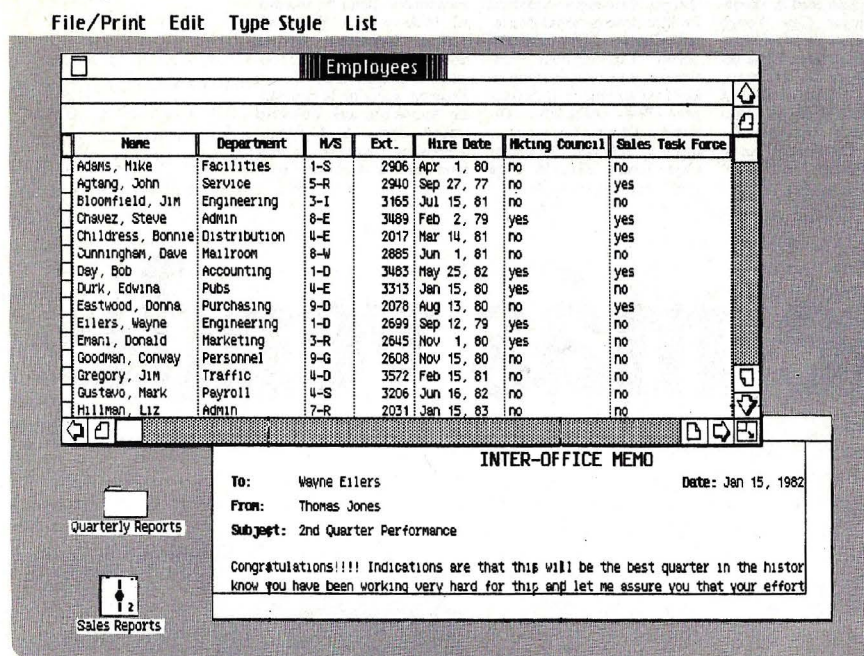 File/Print Edit Type Style List
Employees
Name Department M/S Ext. Hire Date Mkting Council Sales Task Force
Adams, Mike Facilities 1-S 2906 Apr 1, 80 no no
Agtang, John Service 5-R 2940 Sep 27, 77 no yes
Bloomfield, Jim Engineering 3-I 3165 Jul 15, 81 no no
Chavez, Steve Admin 8-E 3489 Feb 2, 79 yes yes
Childress, Bonnie Distribution 4-E 2017 Mar 14, 81 no yes
Cunningham, Dave Mailroom 8-W 2885 Jun 1, 81 no no
Day, Bob Accounting 1-D 3483 May 25, 82 yes yes
Durk, Edwina Pubs 4-E 3313 Jan 15, 80 yes no
Eastwood, Donna Purchasing 9-D 2078 Aug 13, 80 no yes
Eilers, Wayne Engineering 1-D 2699 Sep 12, 79 yes no
Emani, Donald Marketing 3-R 2645 Nov 1, 80 yes no
Goodman, Conway Personnel 9-G 2608 Nov 15, 80 no no
Gregory, Jim Traffic 4-D 3572 Feb 15, 81 no no
Gustavo, Mark Payroll 4-S 3206 Jun 16, 82 no no
Hillman, Liz Admin 7-R 2031 Jan 15, 83 no no
INTER-OFFICE MEMO
To: Wayne Eilers Date: Jan 15, 1982
From: Thomas Jones
Subject: 2nd Quarter Performance
Congratulations!!!! Indications are that this will be the best quarter in the histor
know you have been working very hard for this and let me assure you that your effort
Quarterly Reports
2
Sales Reports